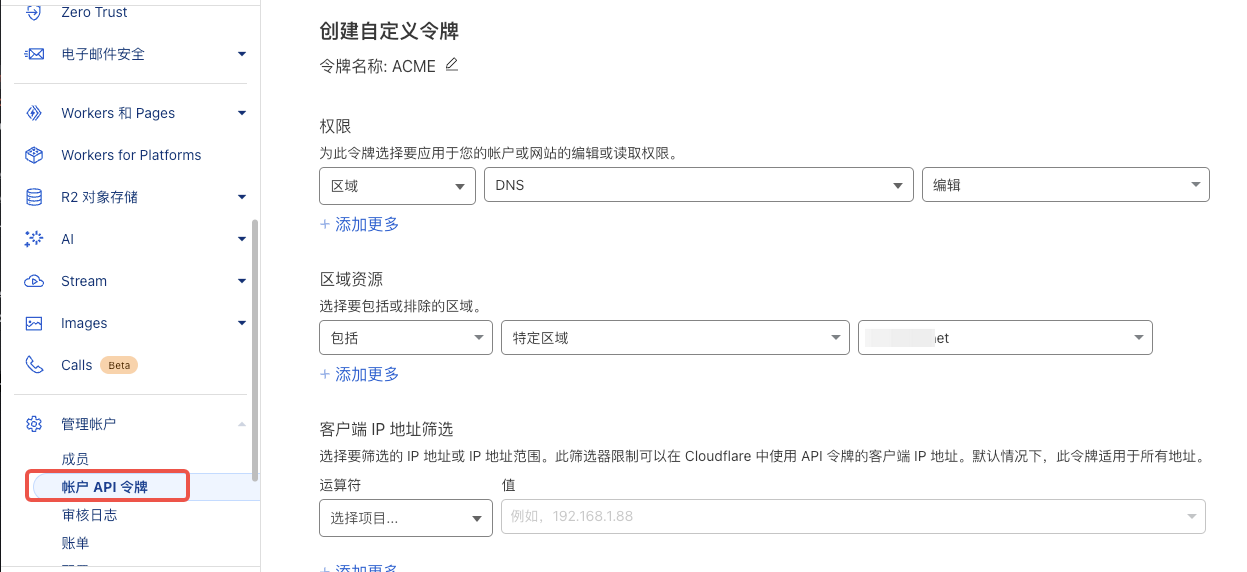 Zero Trust
电子邮件安全
Workers 和 Pages
Workers for Platforms
R2 对象存储
AI
Stream
Images
Calls Beta
管理帐户
成员
帐户 API 令牌
审核日志
账单
创建自定义令牌
令牌名称: ACME
权限
为此令牌选择要应用于您的帐户或网站的编辑或读取权限。
区域 DNS 编辑
+ 添加更多
区域资源
选择要包括或排除的区域。
包括 特定区域 et
+ 添加更多
客户端 IP 地址筛选
选择要筛选的 IP 地址或 IP 地址范围。此筛选器限制可以在 Cloudflare 中使用 API 令牌的客户端 IP 地址。默认情况下，此令牌适用于所有地址。
运算符 值
选择项目... 例如，192.168.1.88
+ 添加更多